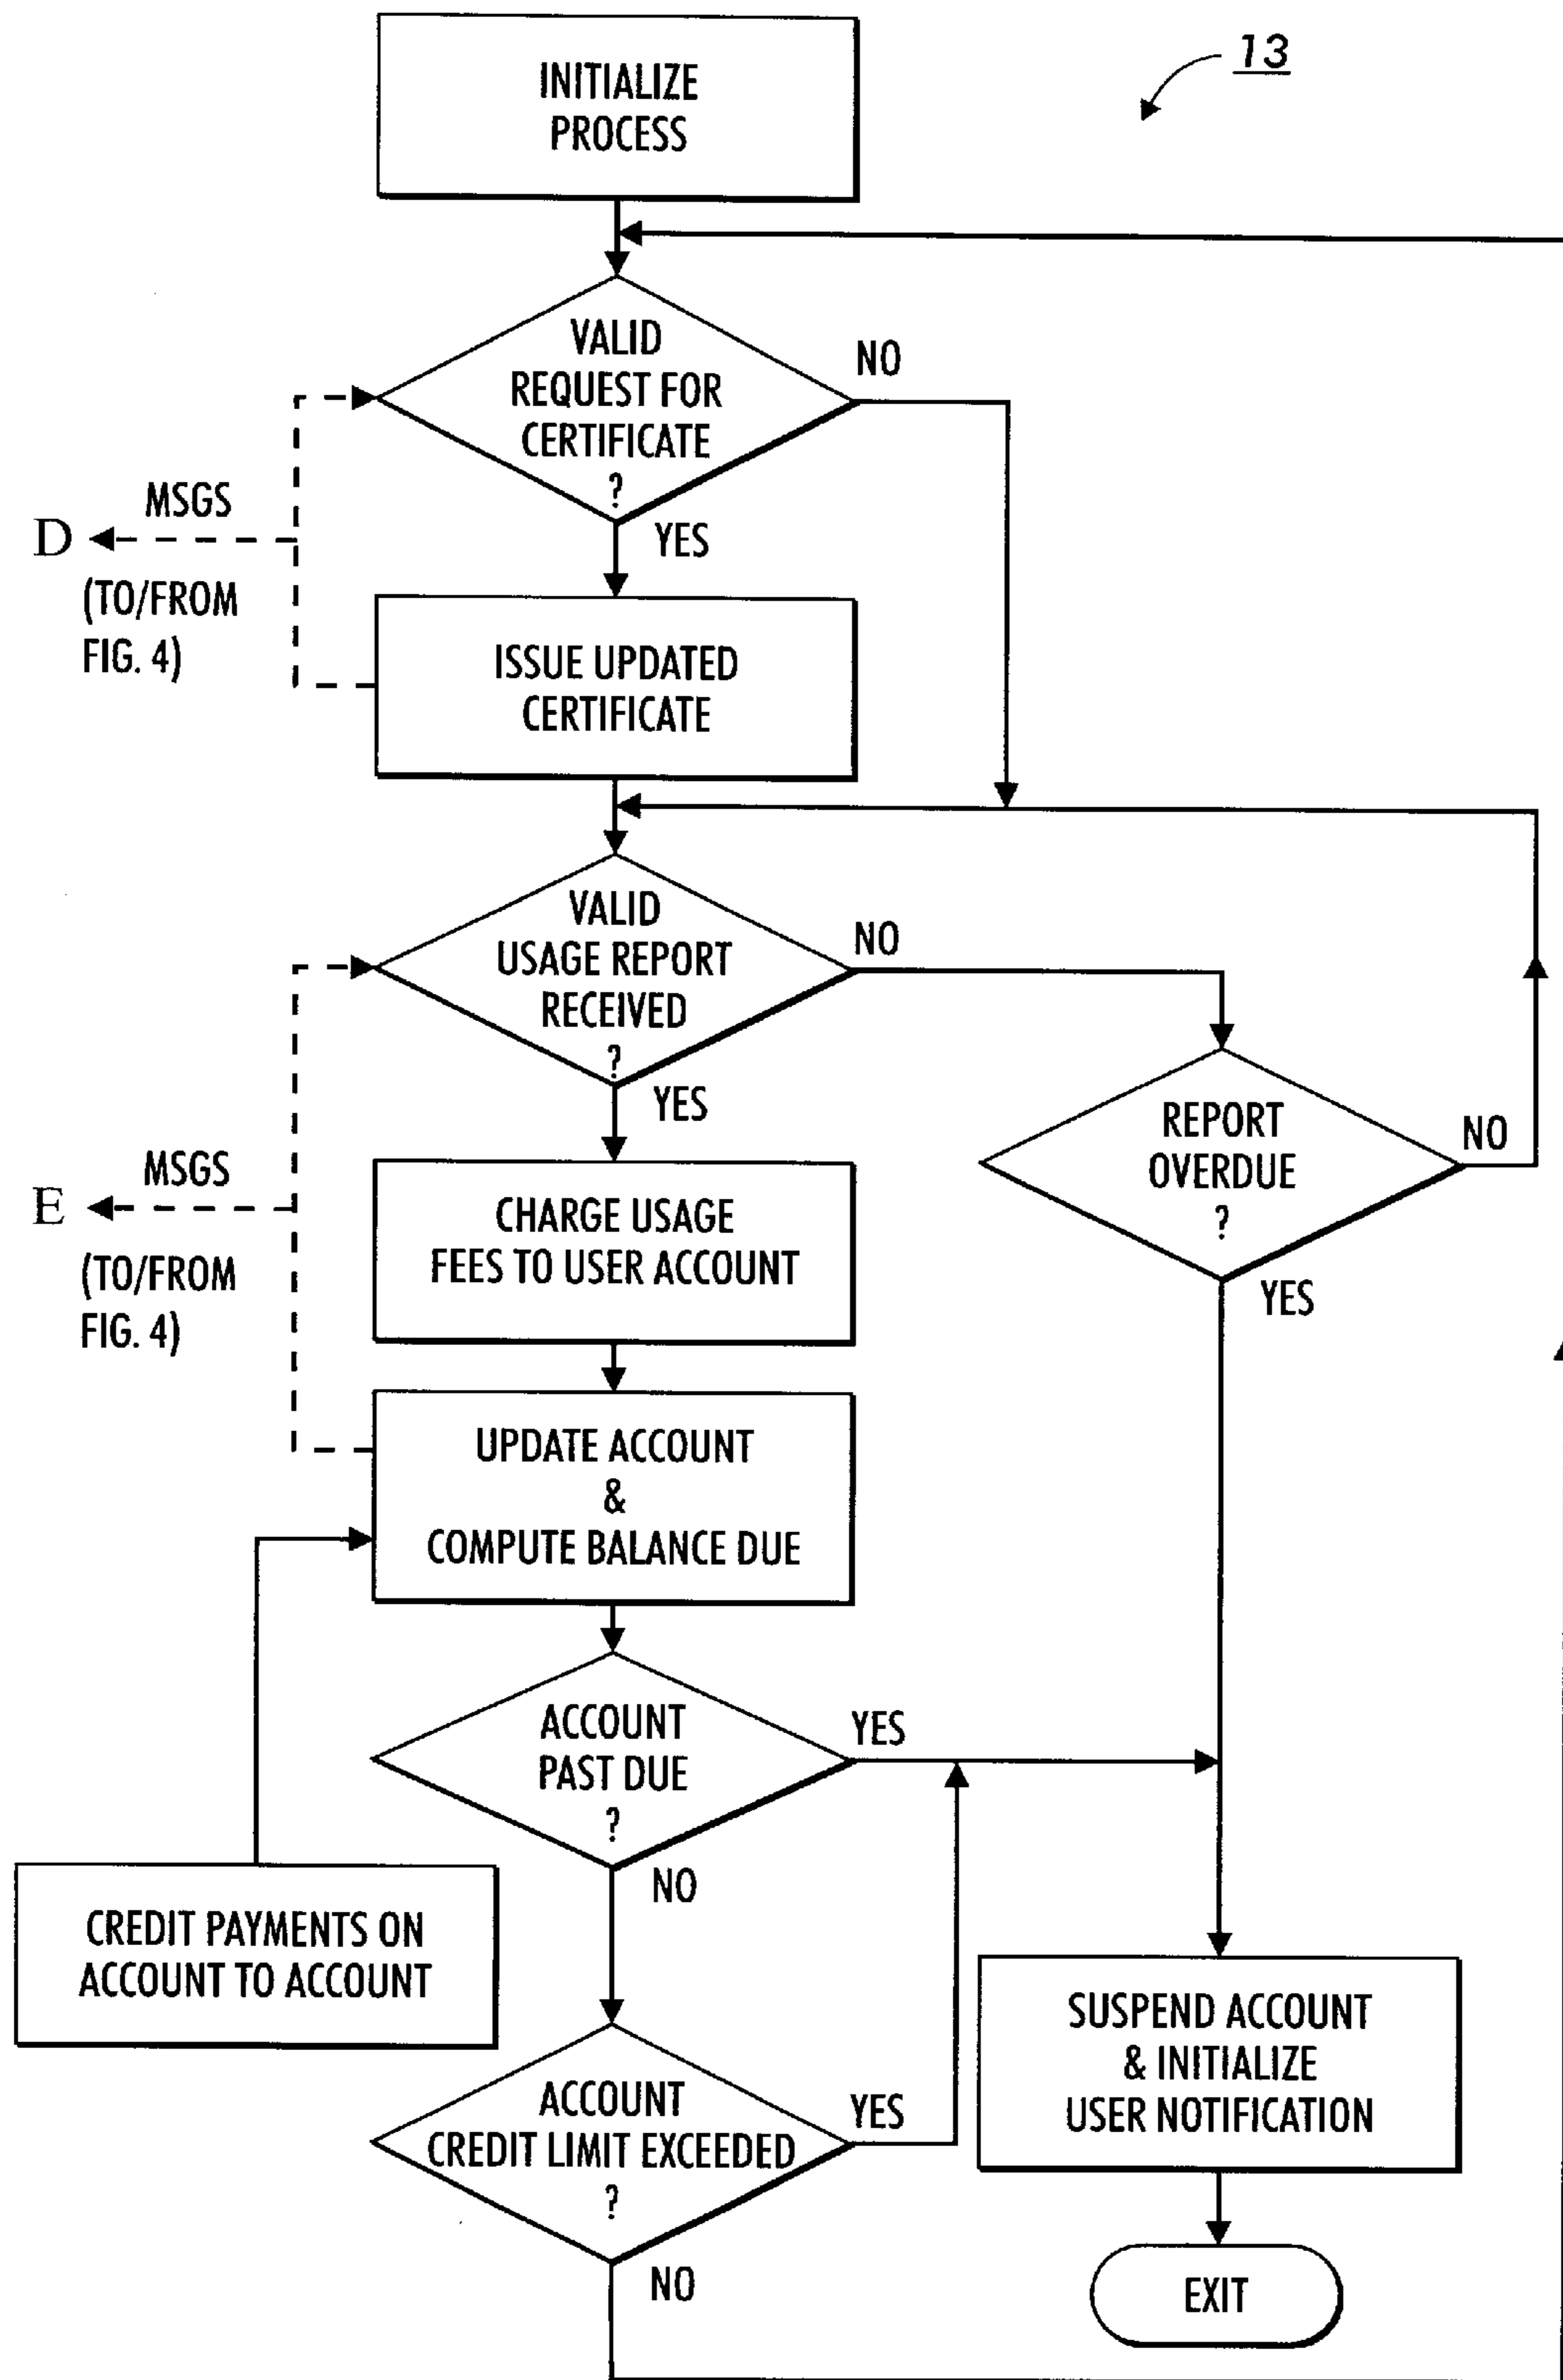 INITIALIZE
PROCESS
13
VALID
REQUEST FOR
CERTIFICATE
?
NO
YES
MSGS
D
(TO/FROM
FIG. 4)
ISSUE UPDATED
CERTIFICATE
VALID
USAGE REPORT
RECEIVED
?
NO
YES
REPORT
OVERDUE
?
NO
YES
MSGS
E
(TO/FROM
FIG. 4)
CHARGE USAGE
FEES TO USER ACCOUNT
UPDATE ACCOUNT
&
COMPUTE BALANCE DUE
ACCOUNT
PAST DUE
?
YES
NO
CREDIT PAYMENTS ON
ACCOUNT TO ACCOUNT
SUSPEND ACCOUNT
& INITIALIZE
USER NOTIFICATION
ACCOUNT
CREDIT LIMIT EXCEEDED
?
YES
NO
EXIT